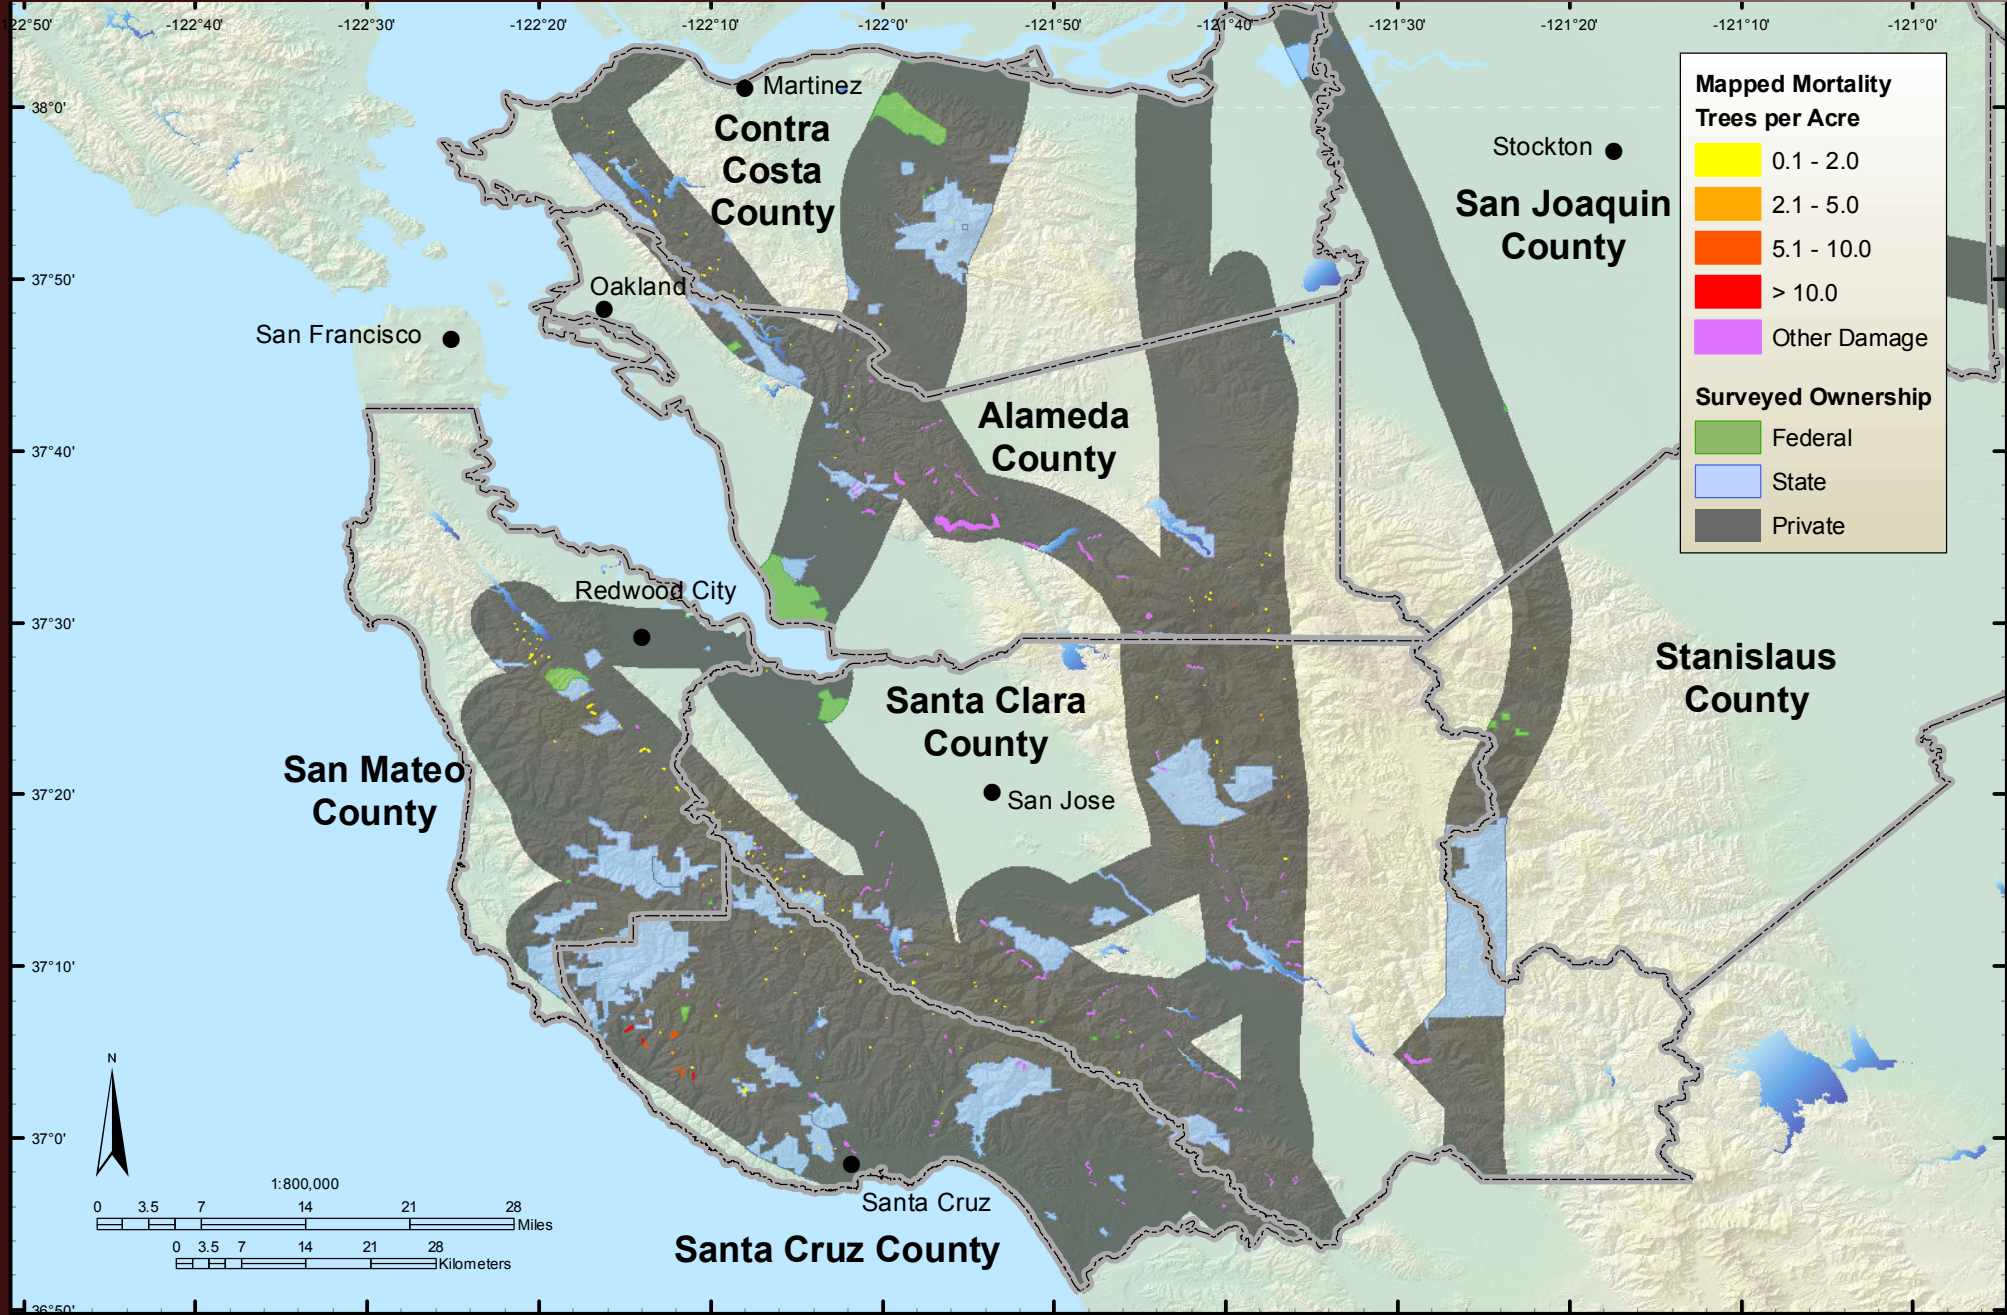 122°50'
-122°40'
-122°30'
-122°20'
-122°10'
-122°0'
-121°50'
-121°40'
-121°30'
-121°20'
-121°10'
-121°0'
38°0'
37°50'
37°40'
37°30'
37°20'
37°10'
37°0'
36°50'
Mapped Mortality
Trees per Acre
0.1 - 2.0
2.1 - 5.0
5.1 - 10.0
> 10.0
Other Damage
Surveyed Ownership
Federal
State
Private
Martinez
Contra
Costa
County
Stockton
San Joaquin
County
Oakland
San Francisco
Alameda
County
Redwood City
Stanislaus
County
Santa Clara
County
San Mateo
County
San Jose
Santa Cruz
Santa Cruz County
N
1:800,000
0 3.5 7 14 21 28
Miles
0 3.5 7 14 21 28
Kilometers